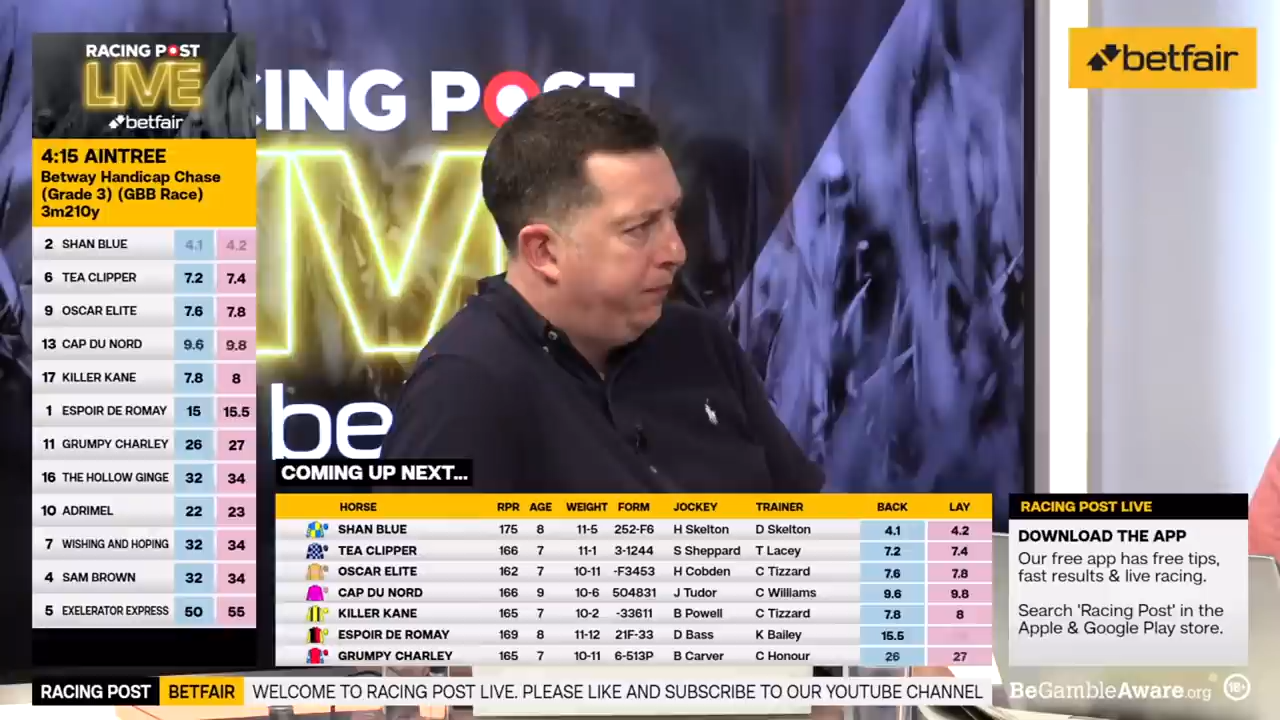 RACING POST
LIVE
betfair
4:15 AINTREE
Betway Handicap Chase
(Grade 3) (GBB Race)
3m210y
2 SHAN BLUE 4.1 4.2
6 TEA CLIPPER 7.2 7.4
9 OSCAR ELITE 7.6 7.8
13 CAP DU NORD 9.6 9.8
17 KILLER KANE 7.8 8
1 ESPOIR DE ROMAY 15 15.5
11 GRUMPY CHARLEY 26 27
16 THE HOLLOW GINGE 32 34
10 ADRIMEL 22 23
7 WISHING AND HOPING 32 34
4 SAM BROWN 32 34
5 EXELERATOR EXPRESS 50 55
CING POST
IVE
be
betfair
COMING UP NEXT...
HORSE RPR AGE WEIGHT FORM JOCKEY TRAINER BACK LAY
SHAN BLUE 175 8 11-5 252-F6 H Skelton D Skelton 4.1 4.2
TEA CLIPPER 166 7 11-1 3-1244 S Sheppard T Lacey 7.2 7.4
OSCAR ELITE 162 7 10-11 -F3453 H Cobden C Tizzard 7.6 7.8
CAP DU NORD 166 9 10-6 504831 J Tudor C Williams 9.6 9.8
KILLER KANE 165 7 10-2 -33611 B Powell C Tizzard 7.8 8
ESPOIR DE ROMAY 169 8 11-12 21F-33 D Bass K Bailey 15.5
GRUMPY CHARLEY 165 7 10-11 6-513P B Carver C Honour 26 27
RACING POST LIVE
DOWNLOAD THE APP
Our free app has free tips,
fast results & live racing.
Search 'Racing Post' in the
Apple & Google Play store.
RACING POST BETFAIR WELCOME TO RACING POST LIVE. PLEASE LIKE AND SUBSCRIBE TO OUR YOUTUBE CHANNEL
BeGambleAware.org 18+